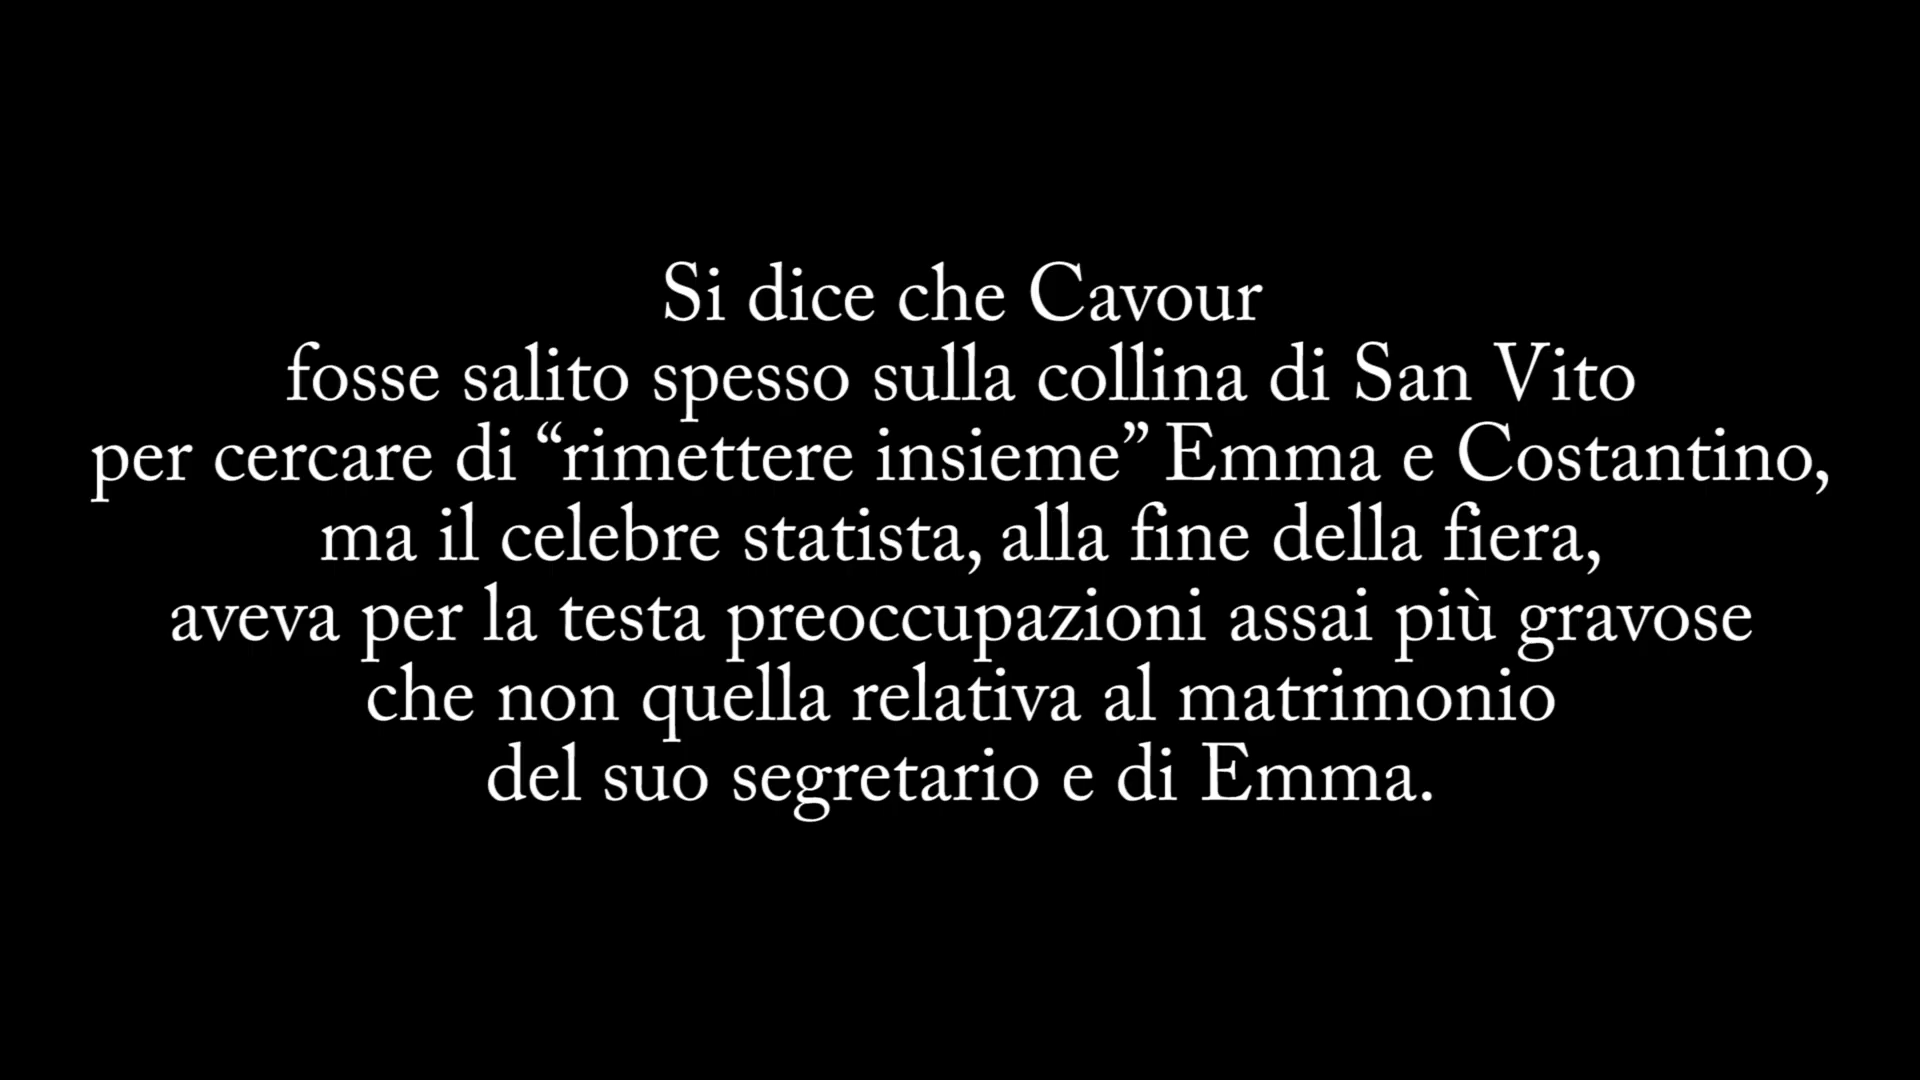 Si dice che Cavour
fosse salito spesso sulla collina di San Vito
per cercare di “rimettere insieme” Emma e Costantino,
ma il celebre statista, alla fine della fiera,
aveva per la testa preoccupazioni assai più gravose
che non quella relativa al matrimonio
del suo segretario e di Emma.